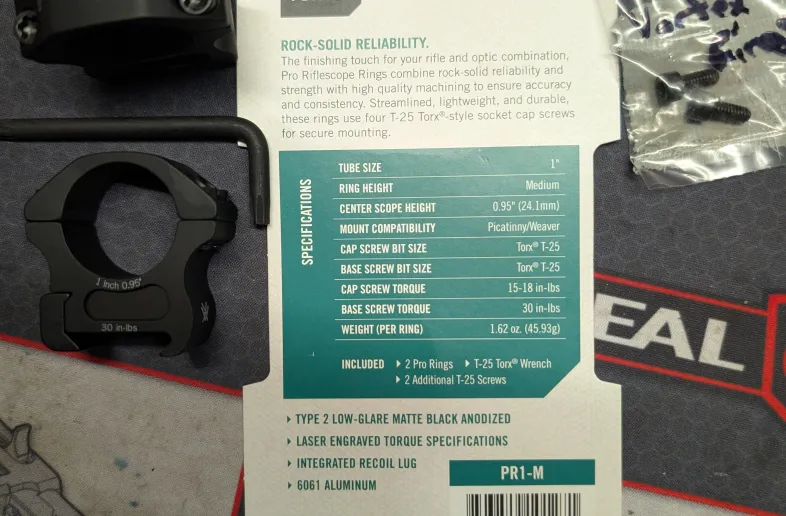 Vortex
ROCK-SOLID RELIABILITY.
The finishing touch for your rifle and optic combination,
Pro Riflescope Rings combine rock-solid reliability and
strength with high quality machining to ensure accuracy
and consistency. Streamlined, lightweight, and durable,
these rings use four T-25 Torx®-style socket cap screws
for secure mounting.
SPECIFICATIONS
TUBE SIZE 1"
RING HEIGHT Medium
CENTER SCOPE HEIGHT 0.95" (24.1mm)
MOUNT COMPATIBILITY Picatinny/Weaver
CAP SCREW BIT SIZE Torx® T-25
BASE SCREW BIT SIZE Torx® T-25
CAP SCREW TORQUE 15-18 in-lbs
BASE SCREW TORQUE 30 in-lbs
WEIGHT (PER RING) 1.62 oz. (45.93g)
INCLUDED ▸ 2 Pro Rings ▸ T-25 Torx® Wrench
▸ 2 Additional T-25 Screws
▸ TYPE 2 LOW-GLARE MATTE BLACK ANODIZED
▸ LASER ENGRAVED TORQUE SPECIFICATIONS
▸ INTEGRATED RECOIL LUG
▸ 6061 ALUMINUM
PR1-M
1 Inch 0.95"
30 in-lbs
EAL